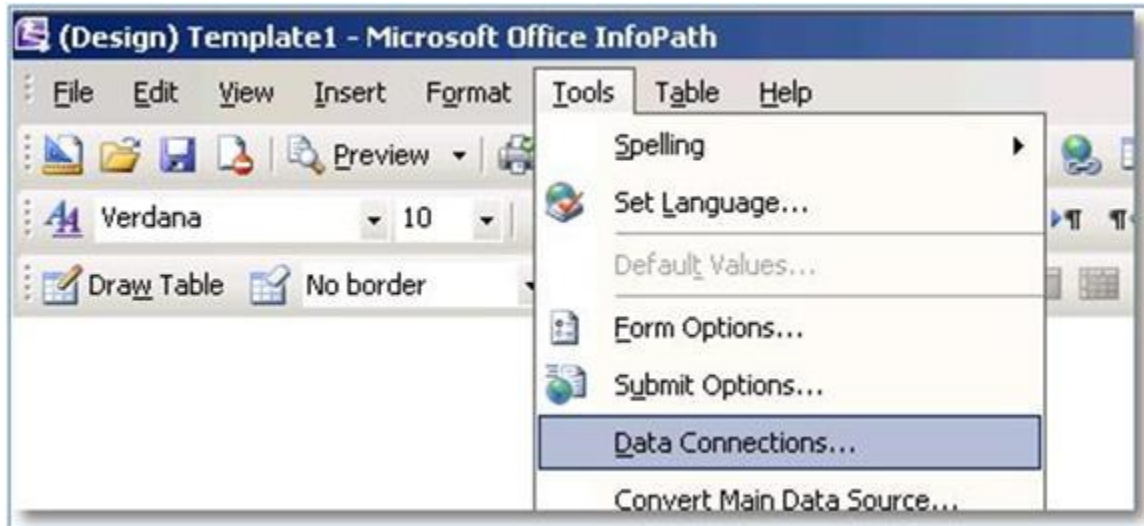 (Design) Template1 - Microsoft Office InfoPath
File Edit View Insert Format Tools Table Help
Preview
Spelling
Set Language...
Verdana 10
Default Values...
Draw Table No border
Form Options...
Submit Options...
Data Connections...
Convert Main Data Source...